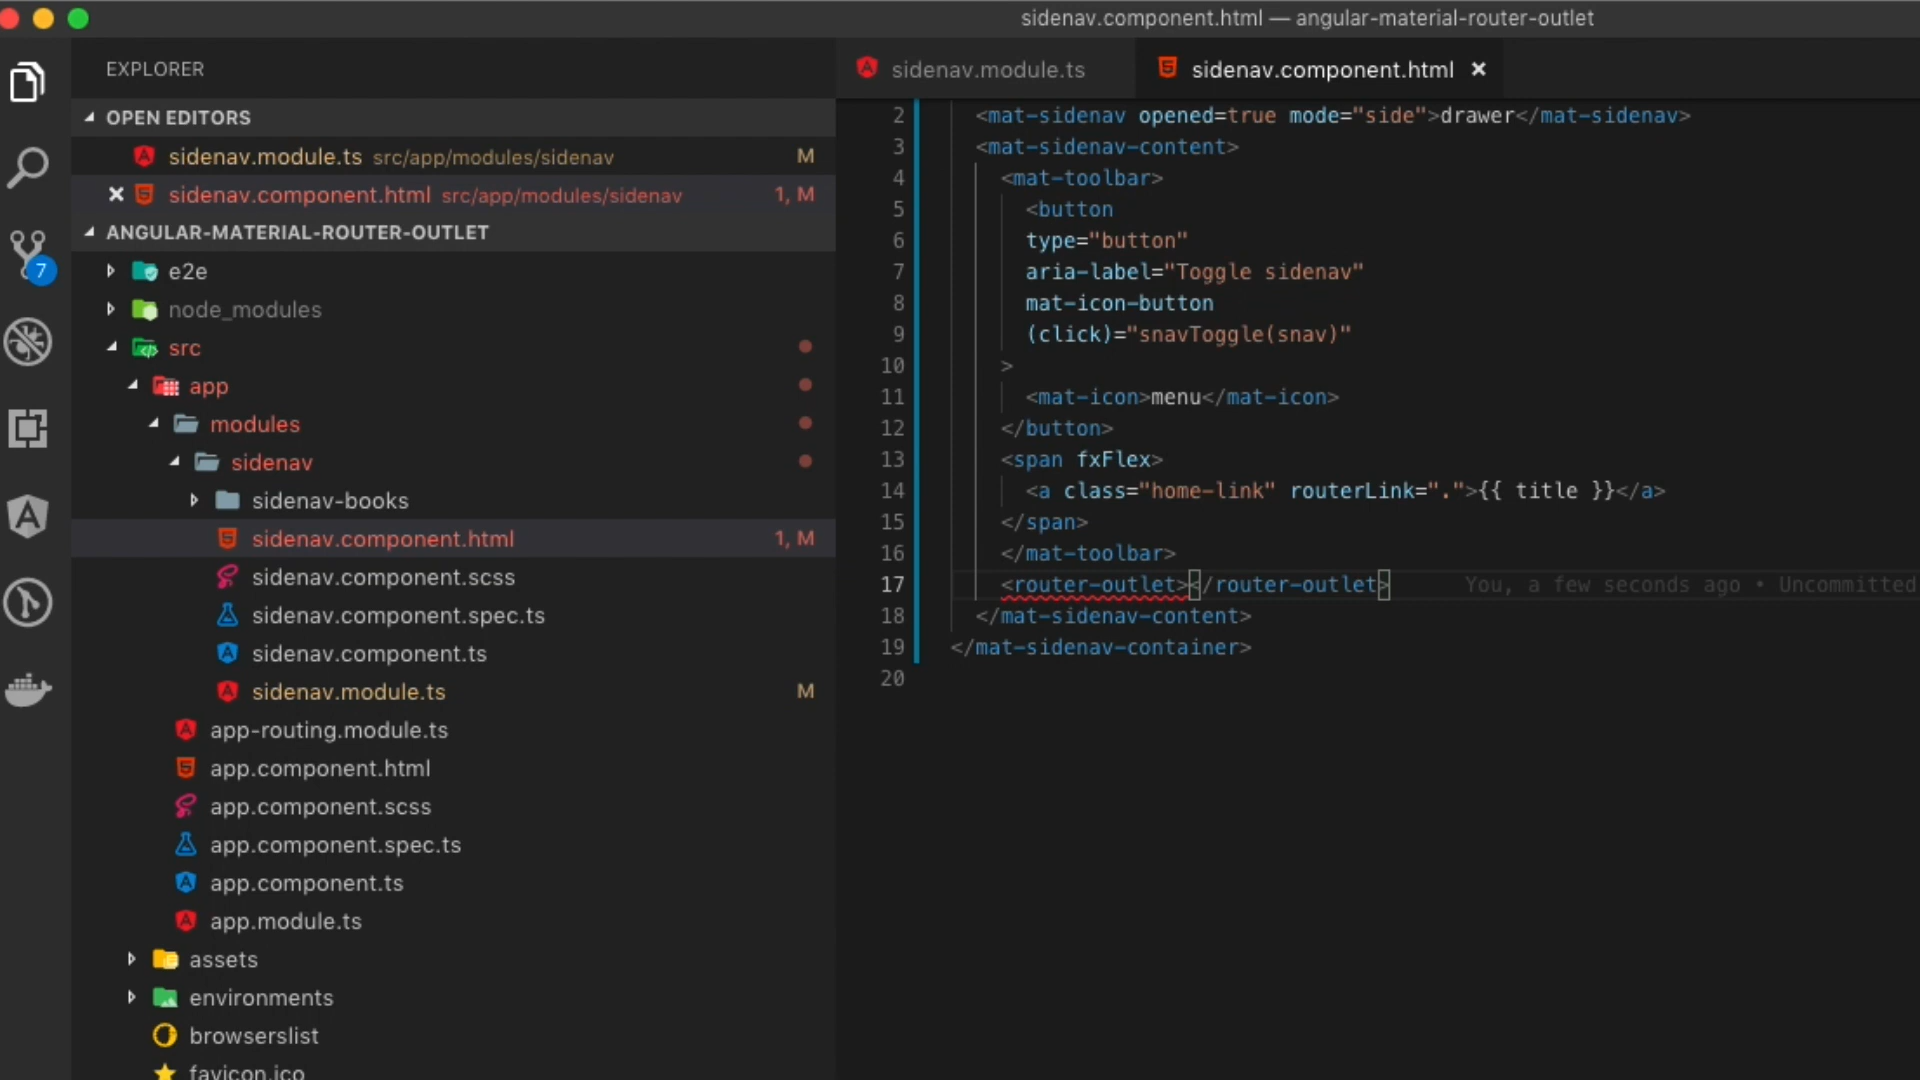 sidenav.component.html — angular-material-router-outlet
EXPLORER
OPEN EDITORS
sidenav.module.ts src/app/modules/sidenav M
sidenav.component.html src/app/modules/sidenav 1, M
ANGULAR-MATERIAL-ROUTER-OUTLET
e2e
node_modules
src
app
modules
sidenav
sidenav-books
sidenav.component.html 1, M
sidenav.component.scss
sidenav.component.spec.ts
sidenav.component.ts
sidenav.module.ts M
app-routing.module.ts
app.component.html
app.component.scss
app.component.spec.ts
app.component.ts
app.module.ts
assets
environments
browserslist
favicon.ico
7
sidenav.module.ts
sidenav.component.html
2 <mat-sidenav opened=true mode="side">drawer</mat-sidenav>
3 <mat-sidenav-content>
4 <mat-toolbar>
5 <button
6 type="button"
7 aria-label="Toggle sidenav"
8 mat-icon-button
9 (click)="snavToggle(snav)"
10 >
11 <mat-icon>menu</mat-icon>
12 </button>
13 <span fxFlex>
14 <a class="home-link" routerLink=".">{{ title }}</a>
15 </span>
16 </mat-toolbar>
17 <router-outlet></router-outlet> You, a few seconds ago • Uncommitted
18 </mat-sidenav-content>
19 </mat-sidenav-container>
20